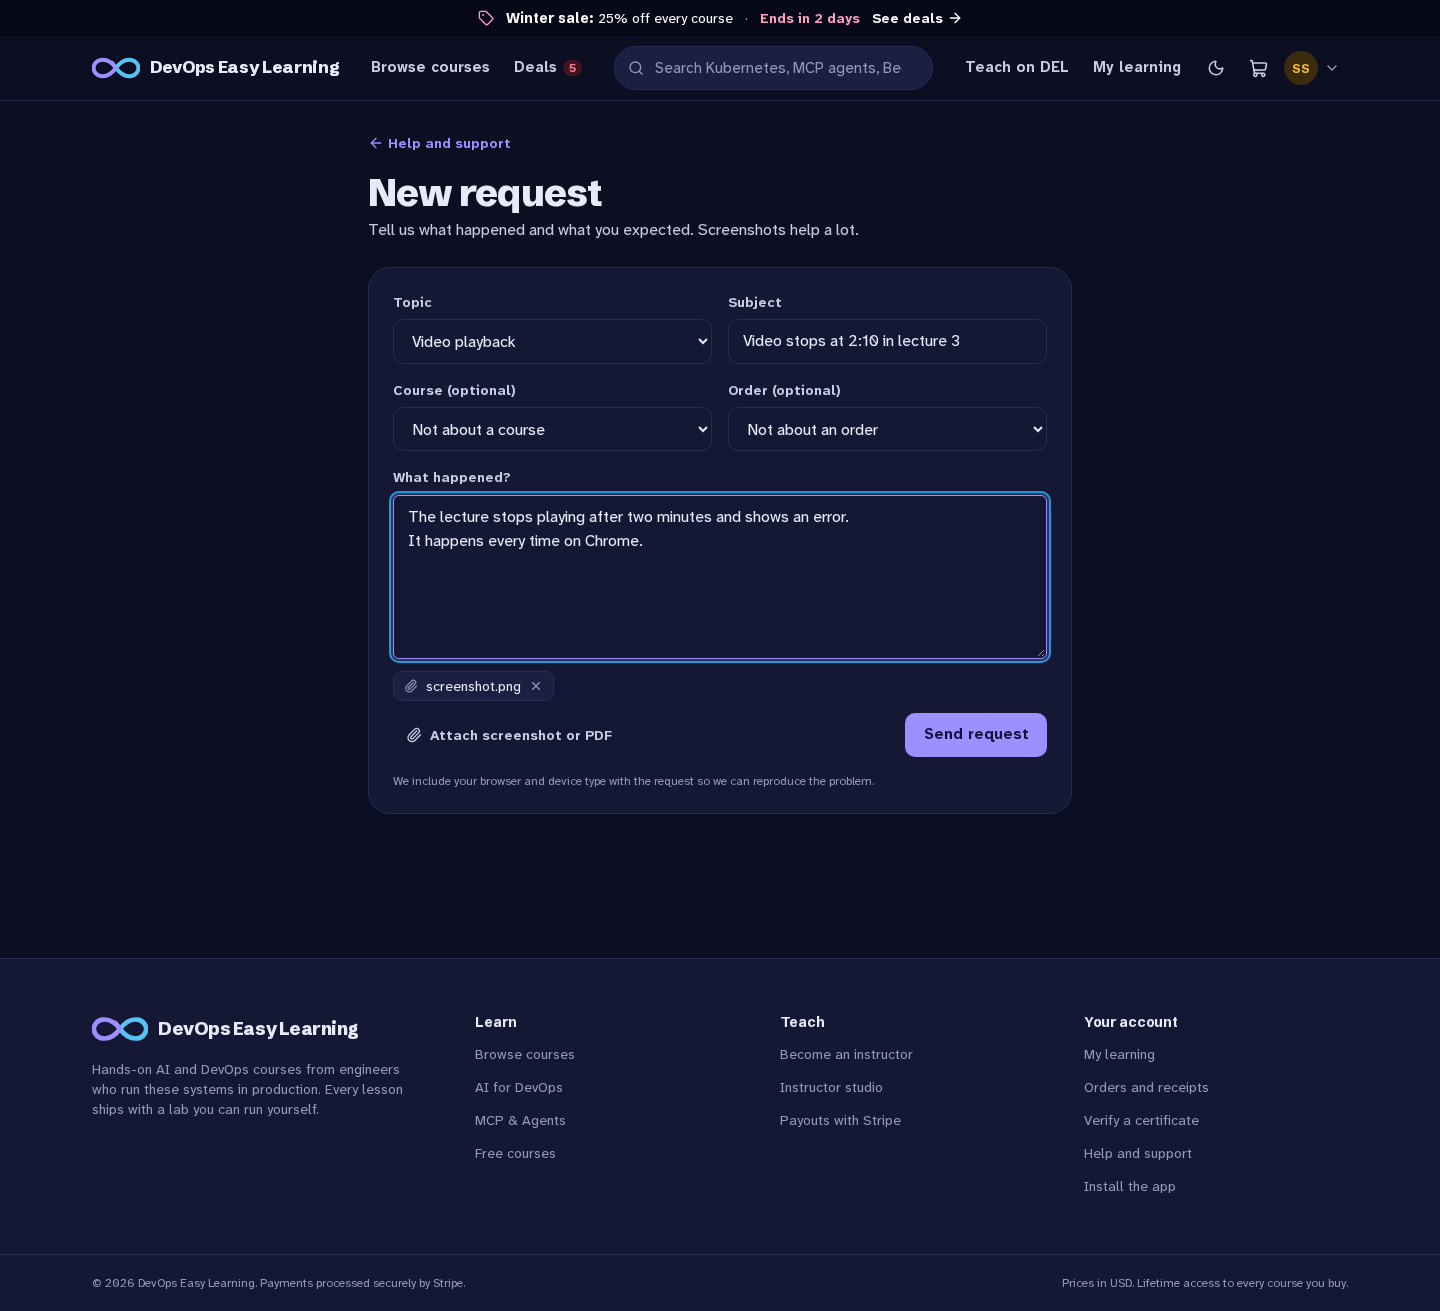 Winter sale: 25% off every course · Ends in 2 days See deals →
DevOps Easy Learning
Browse courses
Deals 5
Search Kubernetes, MCP agents, Be
Teach on DEL
My learning
SS
← Help and support
New request
Tell us what happened and what you expected. Screenshots help a lot.
Topic
Subject
Video playback
Video stops at 2:10 in lecture 3
Course (optional)
Order (optional)
Not about a course
Not about an order
What happened?
The lecture stops playing after two minutes and shows an error.
It happens every time on Chrome.
screenshot.png ×
Attach screenshot or PDF
Send request
We include your browser and device type with the request so we can reproduce the problem.
DevOps Easy Learning
Hands-on AI and DevOps courses from engineers
who run these systems in production. Every lesson
ships with a lab you can run yourself.
Learn
Browse courses
AI for DevOps
MCP & Agents
Free courses
Teach
Become an instructor
Instructor studio
Payouts with Stripe
Your account
My learning
Orders and receipts
Verify a certificate
Help and support
Install the app
© 2026 DevOps Easy Learning. Payments processed securely by Stripe.
Prices in USD. Lifetime access to every course you buy.